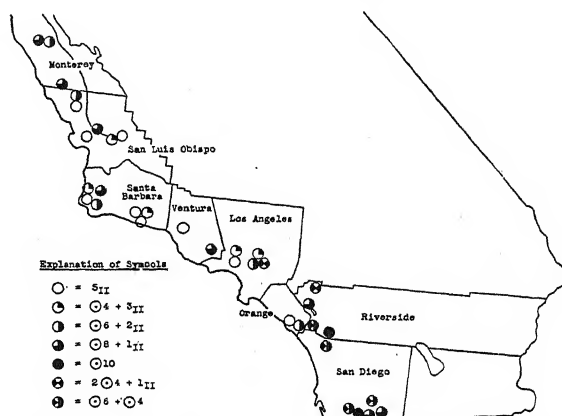 Monterey
San Luis Obispo
Santa
Barbara
Ventura
Los Angeles
Explanation of Symbols
○ = 5II
◔ = ⊙4 + 3II
◑ = ⊙6 + 2II
◕ = ⊙8 + 1II
● = ⊙10
= 2⊙4 + 1II
= ⊙6 + ⊙4
Orange
Riverside
San Diego